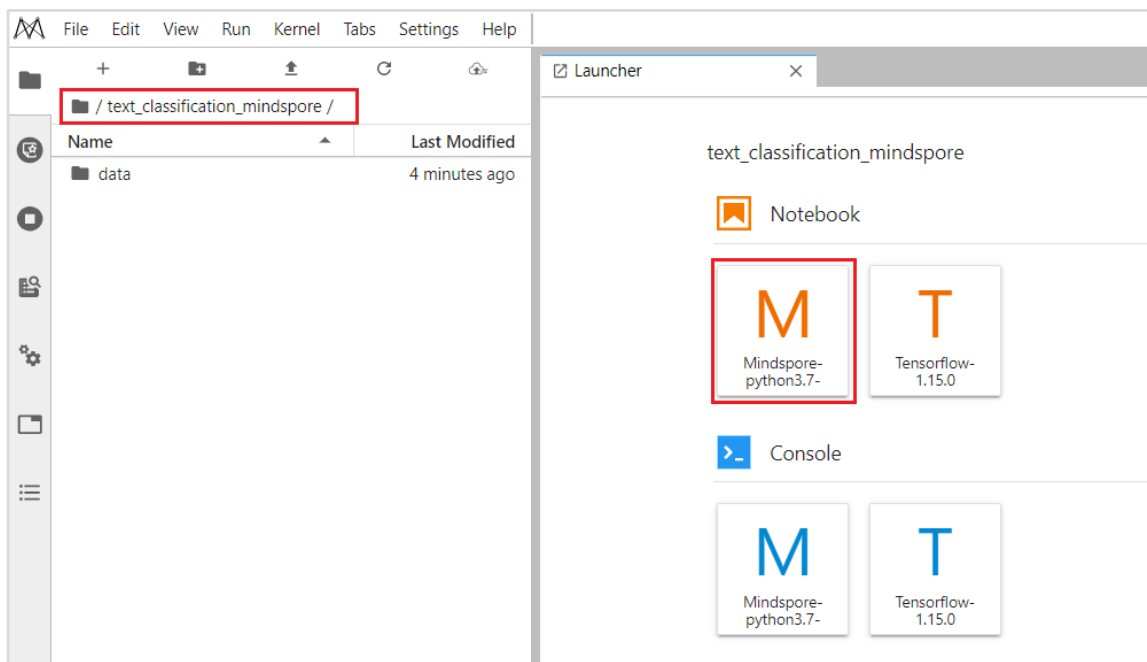 File Edit View Run Kernel Tabs Settings Help
/ text_classification_mindspore /
Name Last Modified
data 4 minutes ago
Launcher
text_classification_mindspore
Notebook
M T
Mindspore-
python3.7-
Tensorflow-
1.15.0
Console
M T
Mindspore-
python3.7-
Tensorflow-
1.15.0